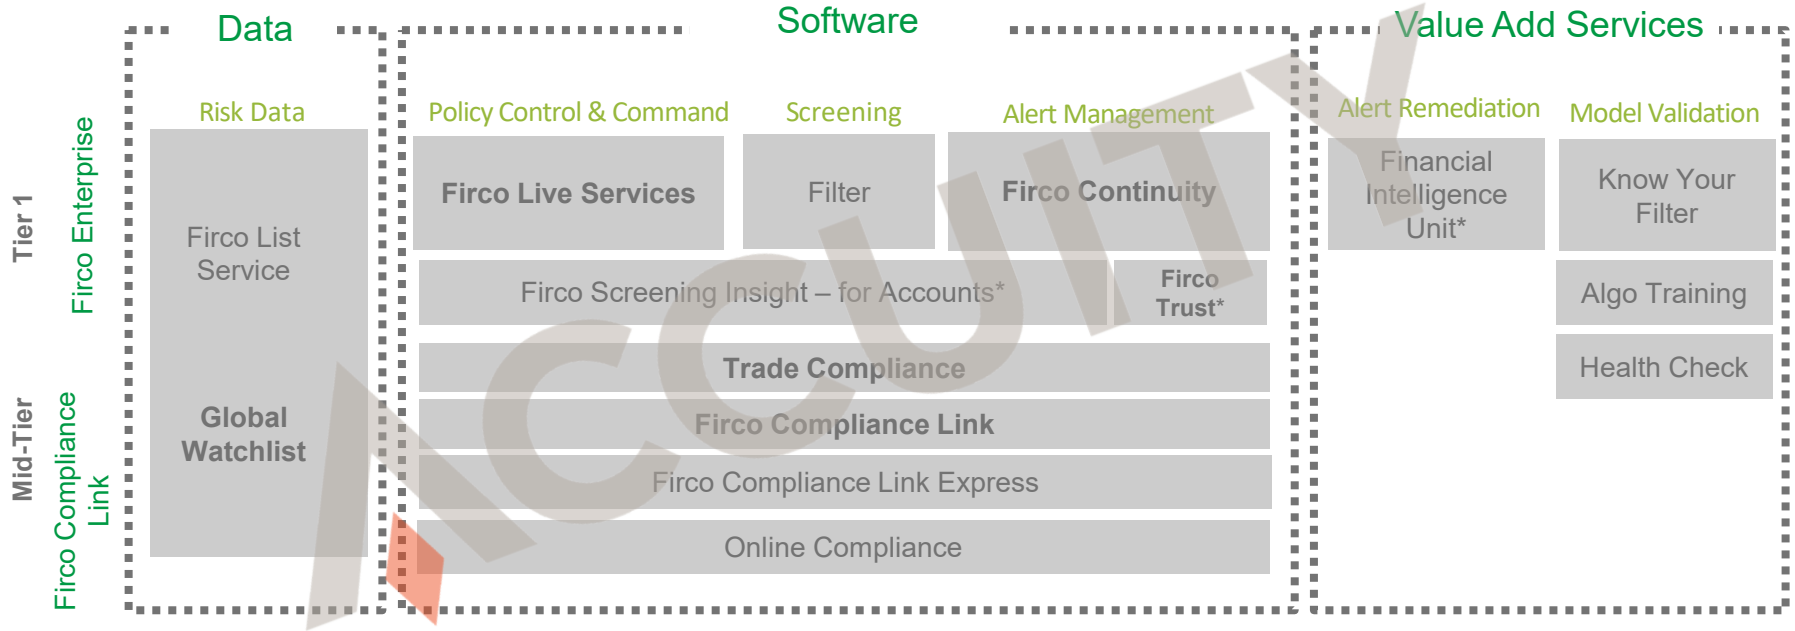 Data
Software
Value Add Services
Risk Data
Policy Control & Command
Screening
Alert Management
Alert Remediation
Model Validation
Tier 1
Firco Enterprise
Mid-Tier
Firco Compliance
Link
Firco List
Service
Global
Watchlist
Firco Live Services
Filter
Firco Continuity
Firco Screening Insight – for Accounts*
Firco
Trust*
Trade Compliance
Firco Compliance Link
Firco Compliance Link Express
Online Compliance
Financial
Intelligence
Unit*
Know Your
Filter
Algo Training
Health Check
ACCUITY